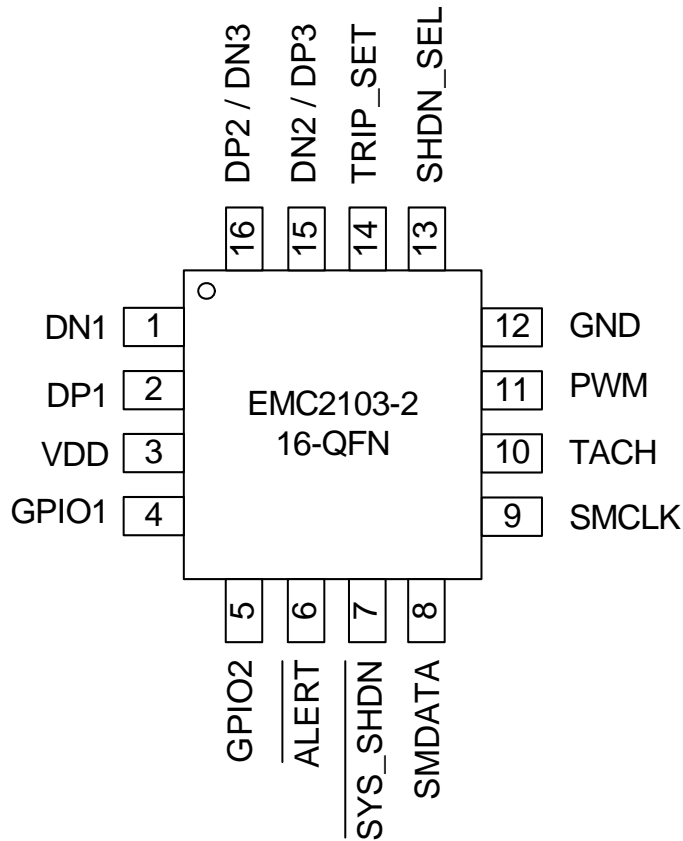 DP2 / DN3
DN2 / DP3
TRIP_SET
SHDN_SEL
16
15
14
13
DN1 1
12 GND
DP1 2
11 PWM
EMC2103-2
16-QFN
VDD 3
10 TACH
GPIO1 4
9 SMCLK
5
6
7
8
GPIO2
ALERT
SYS_SHDN
SMDATA